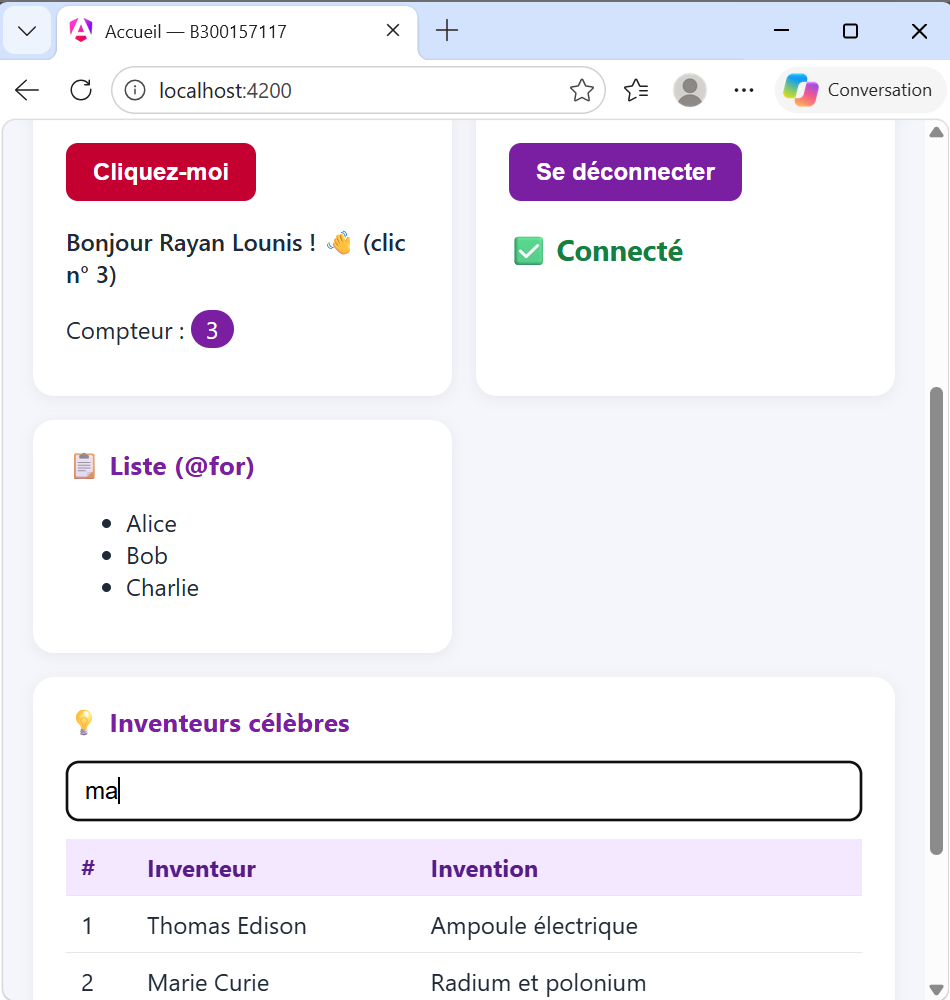 Accueil — B300157117
localhost:4200
Conversation
Cliquez-moi
Bonjour Rayan Lounis ! 👋 (clic
n° 3)
Compteur : 3
Se déconnecter
✅ Connecté
📋 Liste (@for)
• Alice
• Bob
• Charlie
💡 Inventeurs célèbres
ma
# Inventeur Invention
1 Thomas Edison Ampoule électrique
2 Marie Curie Radium et polonium